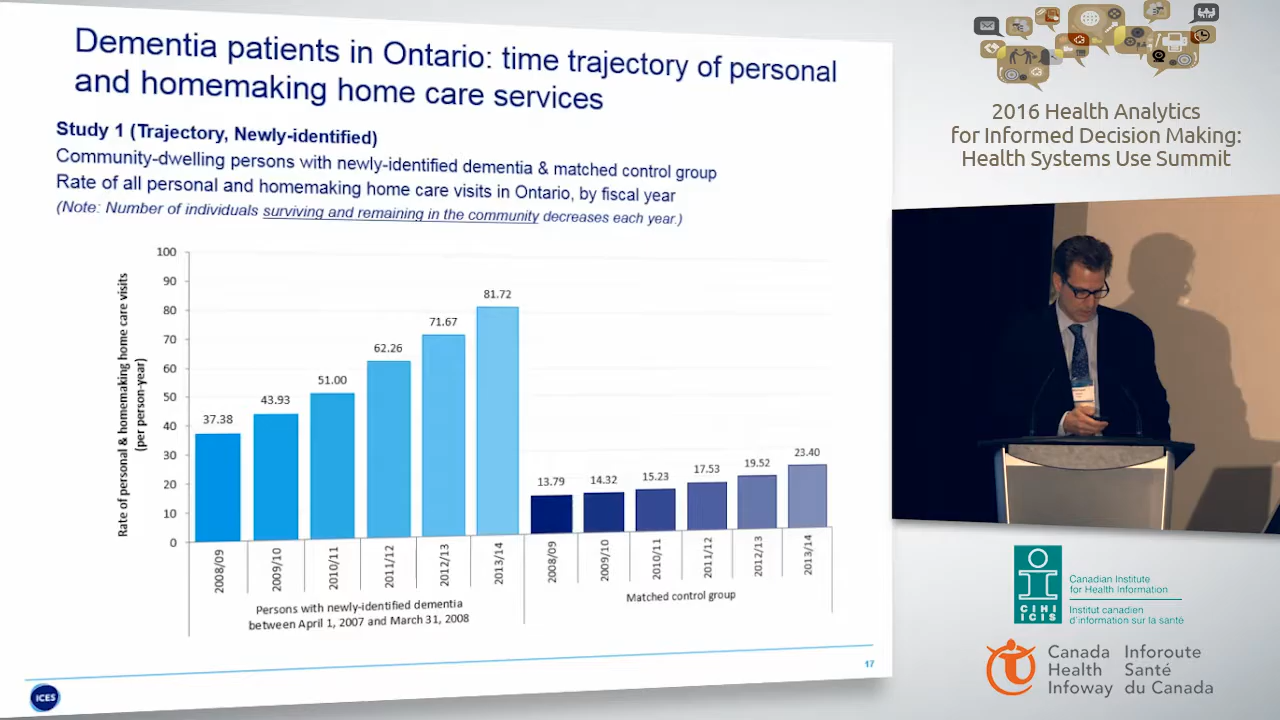 Dementia patients in Ontario: time trajectory of personal
and homemaking home care services
Study 1 (Trajectory, Newly-identified)
Community-dwelling persons with newly-identified dementia & matched control group
Rate of all personal and homemaking home care visits in Ontario, by fiscal year
(Note: Number of individuals surviving and remaining in the community decreases each year.)
Rate of personal & homemaking home care visits
(per person-year)
100
90
80
70
60
50
40
30
20
10
0
37.38
43.93
51.00
62.26
71.67
81.72
13.79
14.32
15.23
17.53
19.52
23.40
2008/09
2009/10
2010/11
2011/12
2012/13
2013/14
2008/09
2009/10
2010/11
2011/12
2012/13
2013/14
Persons with newly-identified dementia
between April 1, 2007 and March 31, 2008
Matched control group
17
ICES
2016 Health Analytics
for Informed Decision Making:
Health Systems Use Summit
CIHI
ICIS
Canadian Institute
for Health Information
Institut canadien
d'information sur la santé
Canada
Health
Infoway
Inforoute
Santé
du Canada